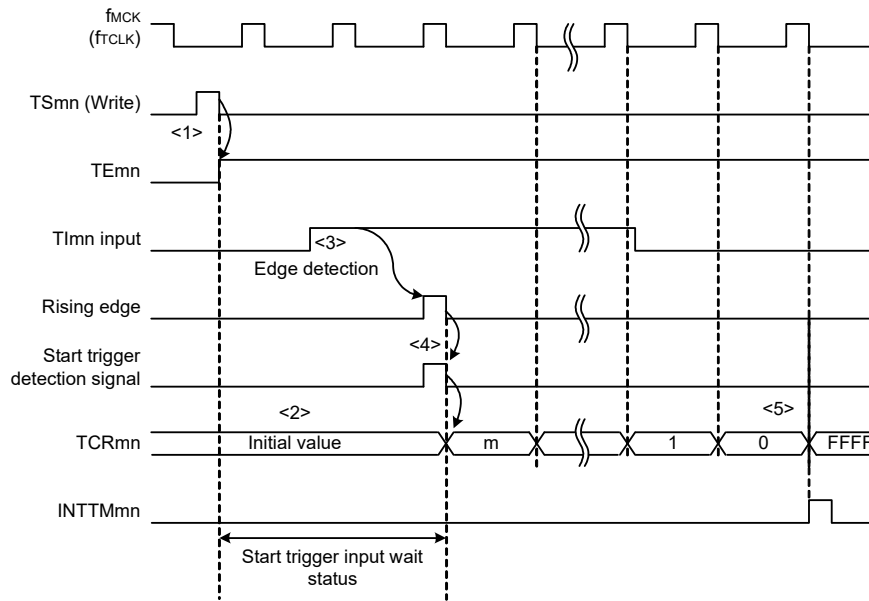 fMCK
(fTCLK)
TSmn (Write)
<1>
TEmn
TImn input
<3>
Edge detection
Rising edge
<4>
Start trigger
detection signal
<2>
<5>
TCRmn
Initial value
m
1
0
FFFF
INTTMmn
Start trigger input wait
status